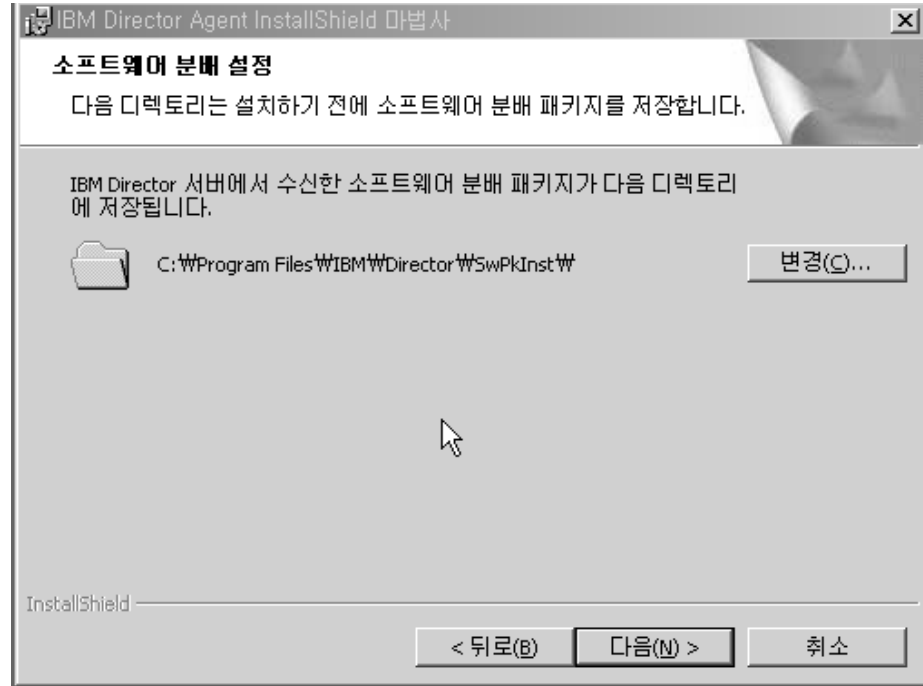 IBM Director Agent InstallShield 마법사
소프트웨어 분배 설정
다음 디렉토리는 설치하기 전에 소프트웨어 분배 패키지를 저장합니다.
IBM Director 서버에서 수신한 소프트웨어 분배 패키지가 다음 디렉토리
에 저장됩니다.
C:₩Program Files₩IBM₩Director₩SwPkInst₩
변경(C)...
InstallShield
< 뒤로(B)
다음(N) >
취소